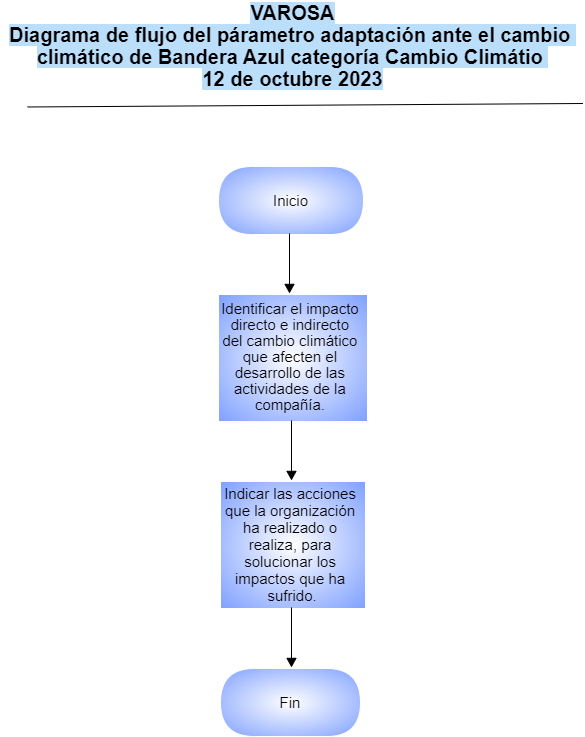 VAROSA
Diagrama de flujo del párametro adaptación ante el cambio
climático de Bandera Azul categoría Cambio Climátio
12 de octubre 2023
Inicio
Identificar el impacto
directo e indirecto
del cambio climático
que afecten el
desarrollo de las
actividades de la
compañía.
Indicar las acciones
que la organización
ha realizado o
realiza, para
solucionar los
impactos que ha
sufrido.
Fin